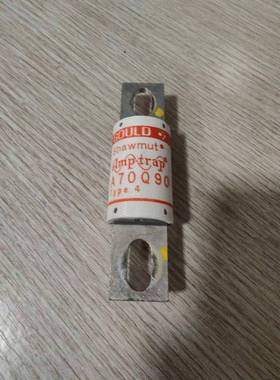 GOULD
Shawmut
Amp-trap
A70Q90
Type 4